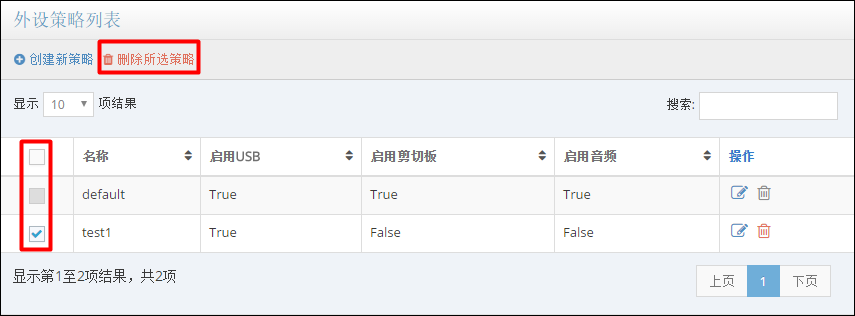 外设策略列表
创建新策略 删除所选策略
显示 10 项结果 搜索:
名称 启用USB 启用剪切板 启用音频 操作
default True True True
test1 True False False
显示第1至2项结果，共2项 上页 1 下页